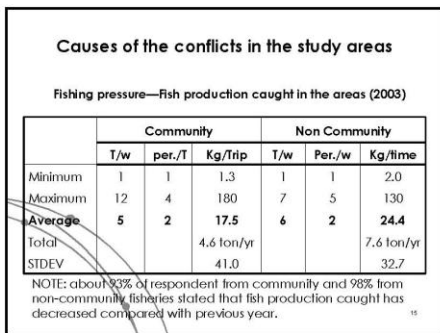 Causes of the conflicts in the study areas
Fishing pressure—Fish production caught in the areas (2003)
Community Non Community
T/w per./T Kg/Trip T/w Per./w Kg/time
Minimum 1 1 1.3 1 1 2.0
Maximum 12 4 180 7 5 130
Average 5 2 17.5 6 2 24.4
Total 4.6 ton/yr 7.6 ton/yr
STDEV 41.0 32.7
NOTE: about 93% of respondent from community and 98% from
non-community fisheries stated that fish production caught has
decreased compared with previous year.
15